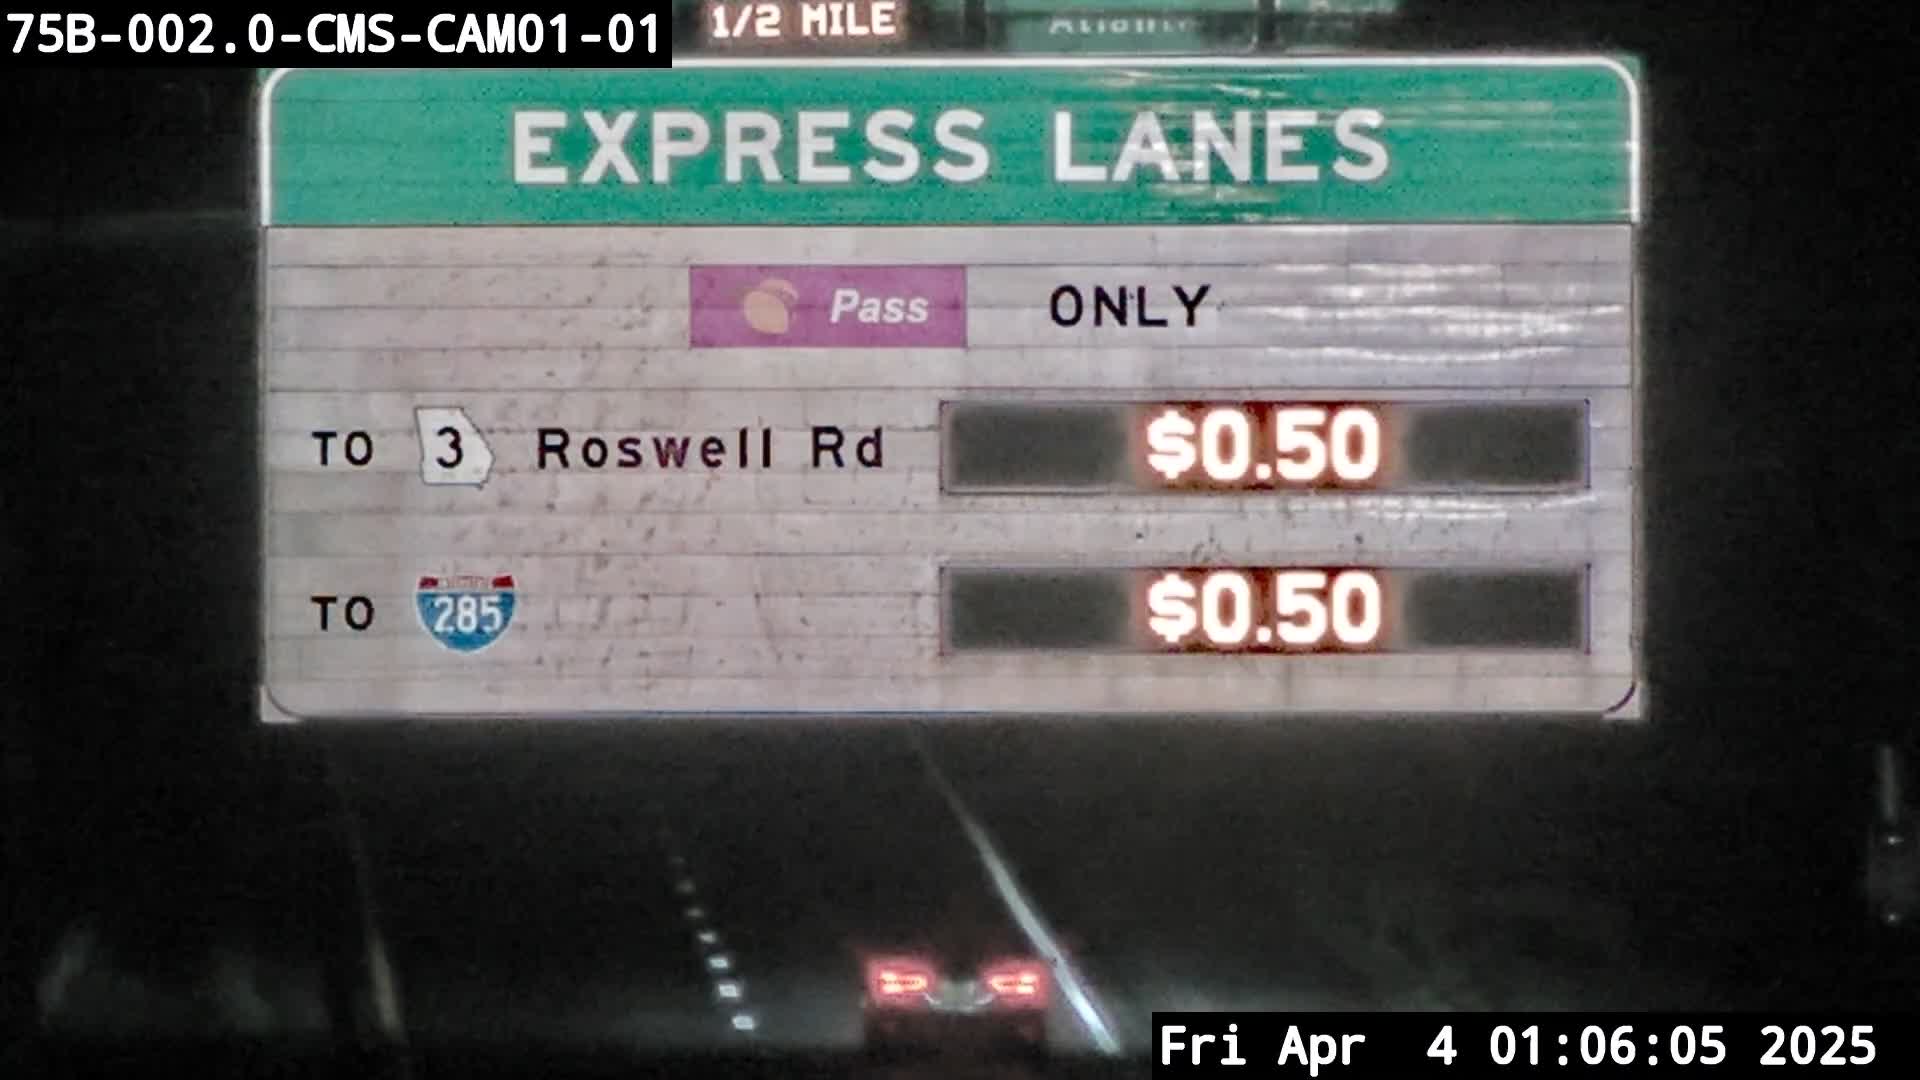 75B-002.0-CMS-CAM01-01
1/2 MILE
EXPRESS LANES
Pass ONLY
TO 3 Roswell Rd $0.50
TO 285 $0.50
Fri Apr 4 01:06:05 2025